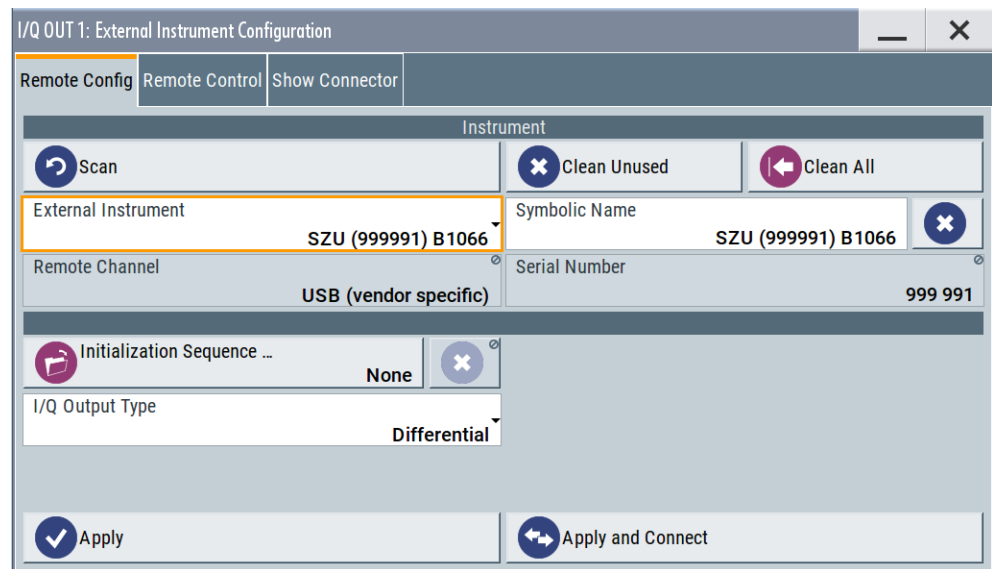 I/Q OUT 1: External Instrument Configuration
Remote Config Remote Control Show Connector
Instrument
Scan Clean Unused Clean All
External Instrument Symbolic Name
SZU (999991) B1066 SZU (999991) B1066
Remote Channel Serial Number
USB (vendor specific) 999 991
Initialization Sequence ...
None
I/Q Output Type
Differential
Apply Apply and Connect